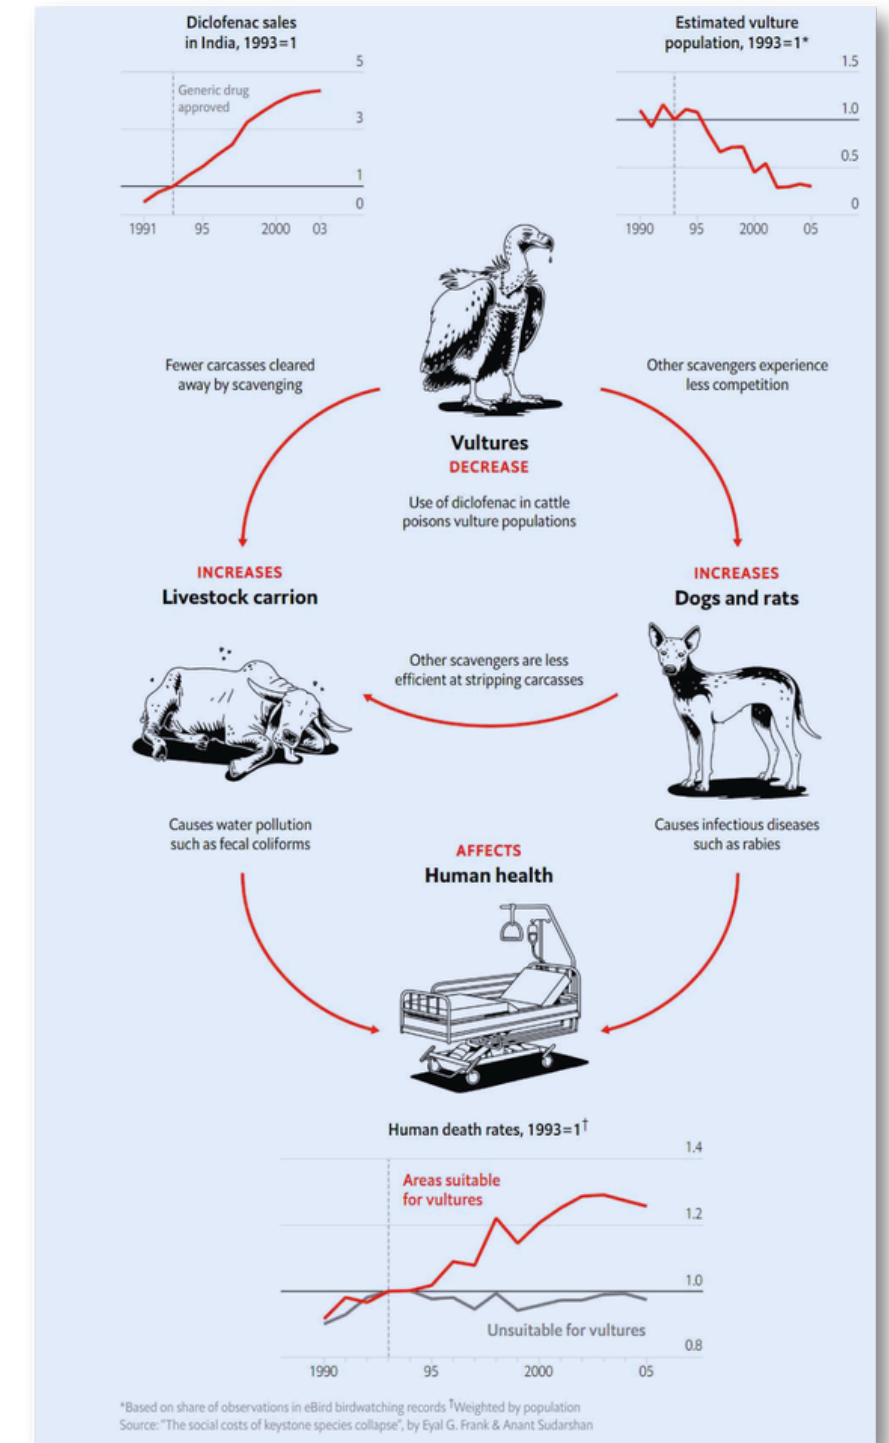 Diclofenac sales
in India, 1993=1
5
Generic drug
approved
3
1
0
1991 95 2000 03
Estimated vulture
population, 1993=1*
1.5
1.0
0.5
0
1990 95 2000 05
Fewer carcasses cleared
away by scavenging
Other scavengers experience
less competition
Vultures
DECREASE
Use of diclofenac in cattle
poisons vulture populations
INCREASES
Livestock carrion
INCREASES
Dogs and rats
Other scavengers are less
efficient at stripping carcasses
Causes water pollution
such as fecal coliforms
Causes infectious diseases
such as rabies
AFFECTS
Human health
Human death rates, 1993=1†
1.4
Areas suitable
for vultures
1.2
1.0
Unsuitable for vultures
0.8
1990 95 2000 05
*Based on share of observations in eBird birdwatching records †Weighted by population
Source: "The social costs of keystone species collapse", by Eyal G. Frank & Anant Sudarshan